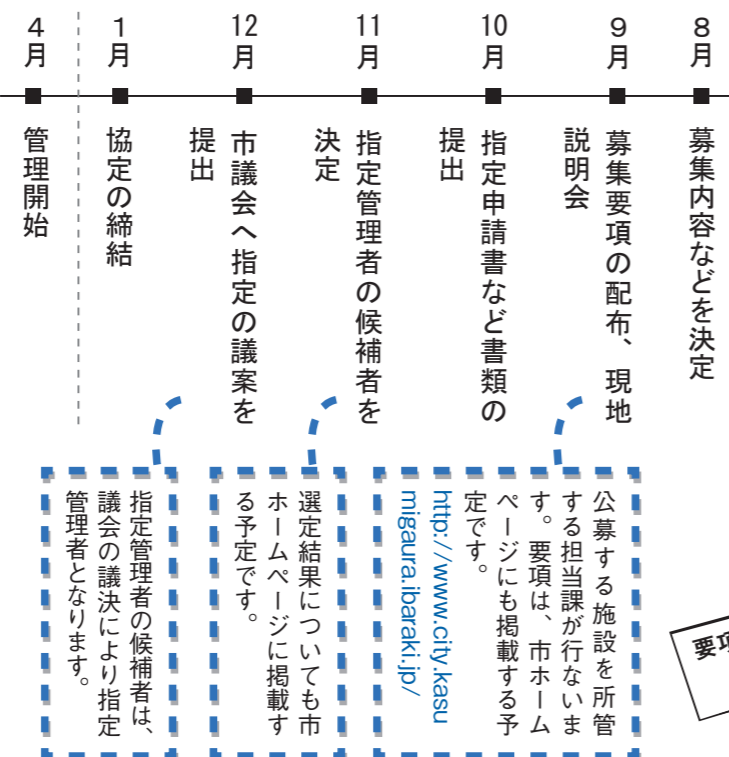 8月
募集内容などを決定
9月
募集要項の配布、現地
説明会
10月
指定申請書など書類の
提出
11月
指定管理者の候補者を
決定
12月
市議会へ指定の議案を
提出
1月
協定の締結
4月
管理開始
公募する施設を所管
する担当課が行ないま
す。要項は、市ホーム
ページにも掲載する予
定です。
http://www.city.kasu
migaura.ibaraki.jp/
選定結果についても市
ホームページに掲載す
る予定です。
指定管理者の候補者は、
議会の議決により指定
管理者となります。
要項